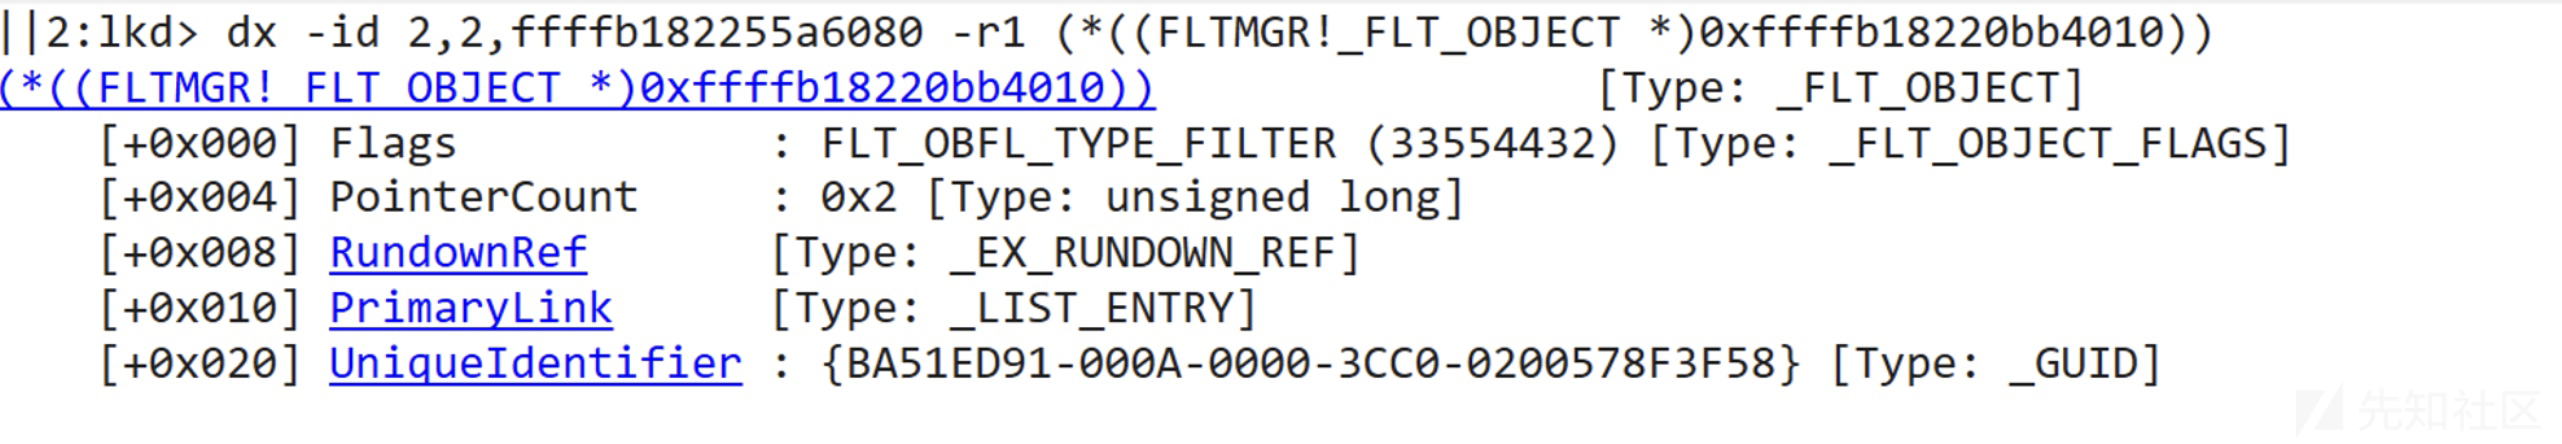 ||2:lkd> dx -id 2,2,ffffb182255a6080 -r1 (*((FLTMGR!_FLT_OBJECT *)0xffffb18220bb4010))
(*((FLTMGR!_FLT_OBJECT *)0xffffb18220bb4010))                 [Type: _FLT_OBJECT]
    [+0x000] Flags            : FLT_OBFL_TYPE_FILTER (33554432) [Type: _FLT_OBJECT_FLAGS]
    [+0x004] PointerCount     : 0x2 [Type: unsigned long]
    [+0x008] RundownRef       [Type: _EX_RUNDOWN_REF]
    [+0x010] PrimaryLink      [Type: _LIST_ENTRY]
    [+0x020] UniqueIdentifier : {BA51ED91-000A-0000-3CC0-0200578F3F58} [Type: _GUID]
先知社区